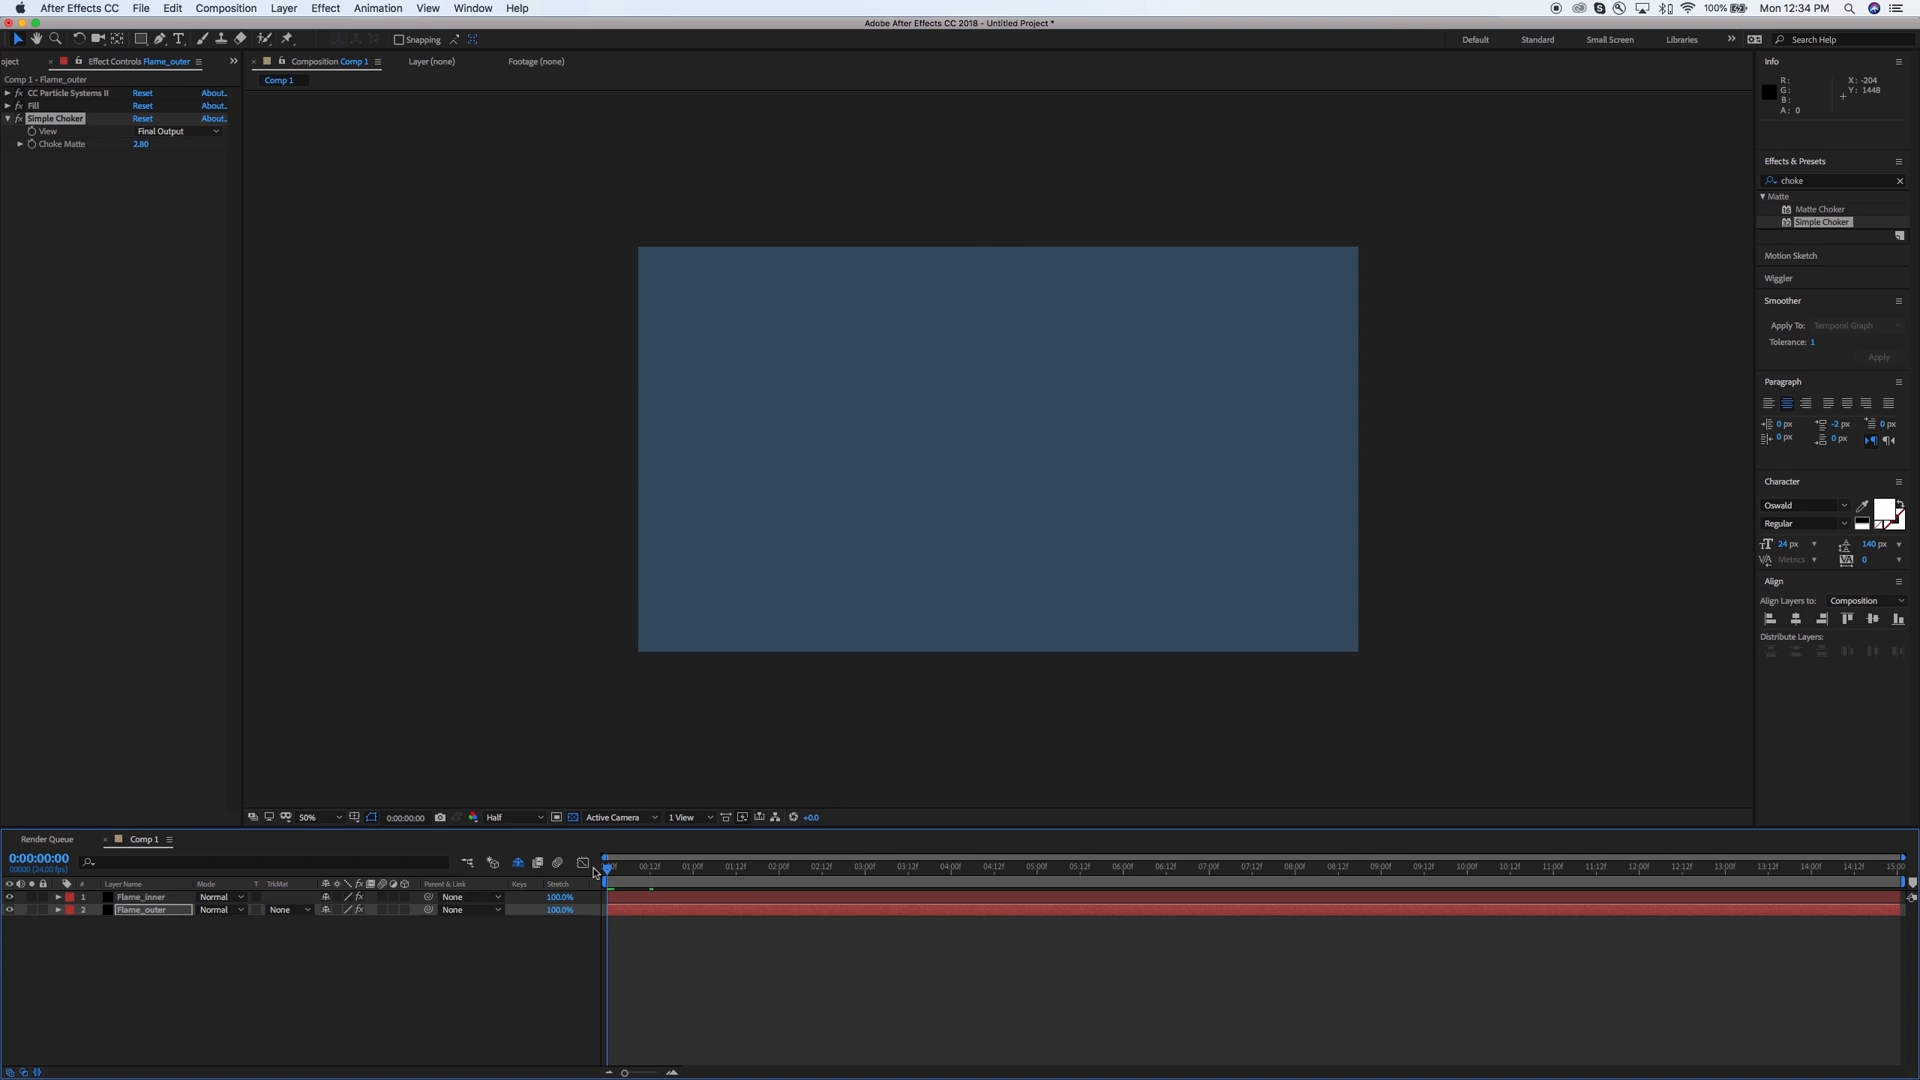 After Effects CC File Edit Composition Layer Effect Animation View Window Help
100% Mon 12:34 PM
Adobe After Effects CC 2018 - Untitled Project *
Snapping
Default Standard Small Screen Libraries Search Help
oject Effect Controls Flame_outer
Composition Comp 1 Layer (none) Footage (none)
Comp 1 - Flame_outer
Comp 1
CC Particle Systems II Reset About..
Fill Reset About..
Simple Choker Reset About..
View Final Output
Choke Matte 2.80
Info
R:
G:
B:
A: 0
X: -204
Y: 1448
Effects & Presets
choke
Matte
Matte Choker
Simple Choker
Motion Sketch
Wiggler
Smoother
Apply To: Temporal Graph
Tolerance: 1
Apply
Paragraph
0 px -2 px 0 px
0 px 0 px
Character
Oswald
Regular
24 px 140 px
Metrics 0
Align
Align Layers to: Composition
Distribute Layers:
50% 0:00:00:00 Half Active Camera 1 View +0.0
Render Queue Comp 1
0:00:00:00
00000 (24.00 fps)
00:12f 01:00f 01:12f 02:00f 02:12f 03:00f 03:12f 04:00f 04:12f 05:00f 05:12f 06:00f 06:12f 07:00f 07:12f 08:00f 08:12f 09:00f 09:12f 10:00f 10:12f 11:00f 11:12f 12:00f 12:12f 13:00f 13:12f 14:00f 14:12f 15:00
# Layer Name Mode T TrkMat Parent & Link Keys Stretch
1 Flame_inner Normal None 100.0%
2 Flame_outer Normal None None 100.0%